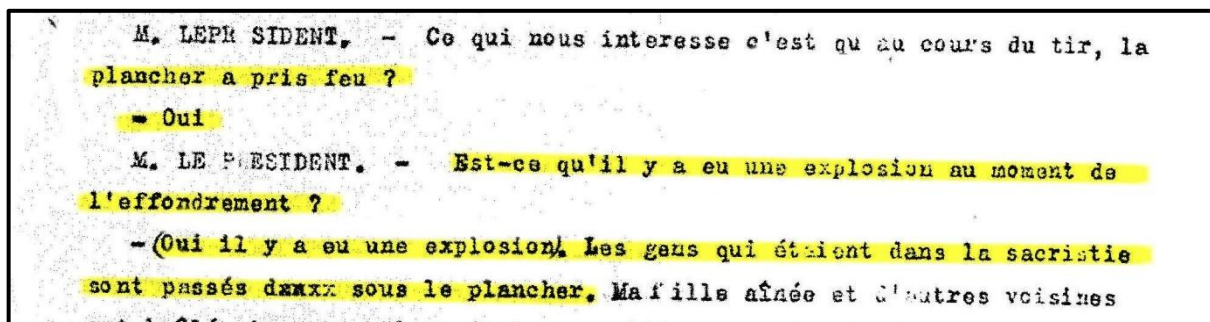 M. LEPR SIDENT. - Ce qui nous interesse c'est qu au cours du tir, la
plancher a pris feu ?
- Oui
M. LE P ESIDENT. - Est-ce qu'il y a eu une explosion au moment de
l'effondrement ?
-(Oui il y a eu une explosion). Les gens qui étaient dans la sacristie
sont passés dxxxx sous le plancher. Ma fille aînée et d'autres voisines